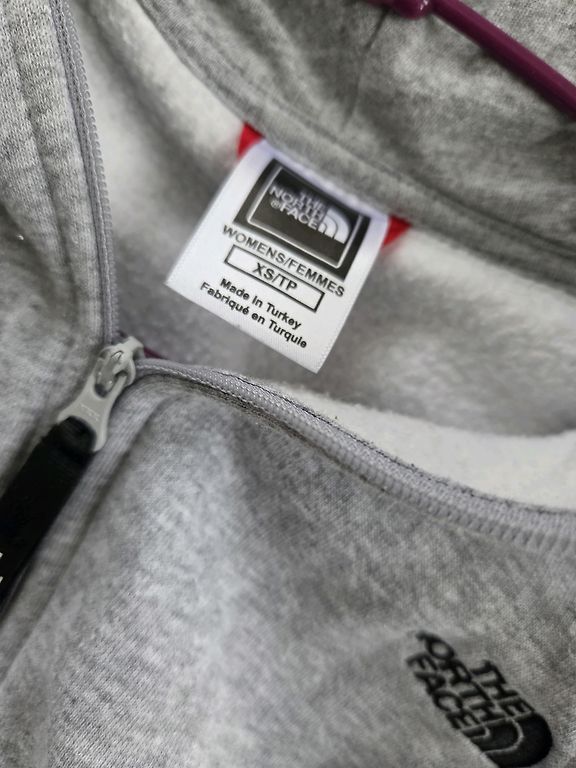 THE
NORTH
FACE
WOMENS/FEMMES
XS/TP
Made in Turkey
Fabriqué en Turquie
THE
NORTH
FACE